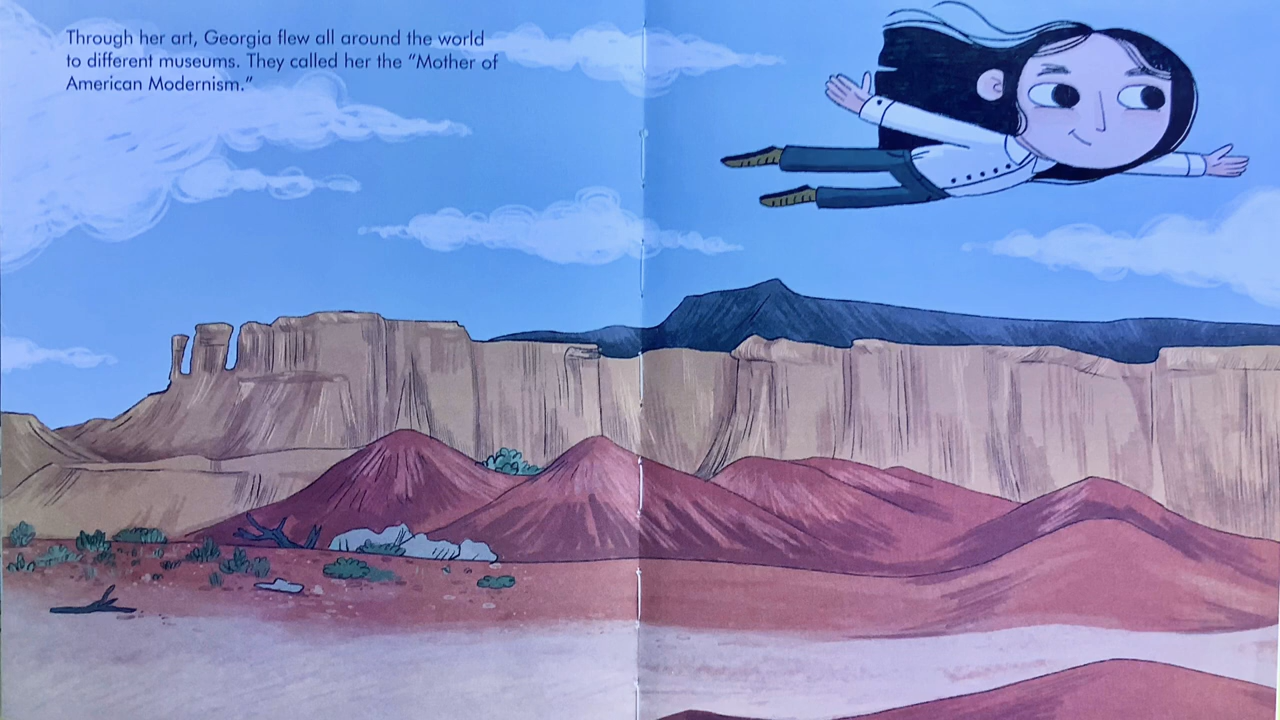 Through her art, Georgia flew all around the world
to different museums. They called her the “Mother of
American Modernism.”